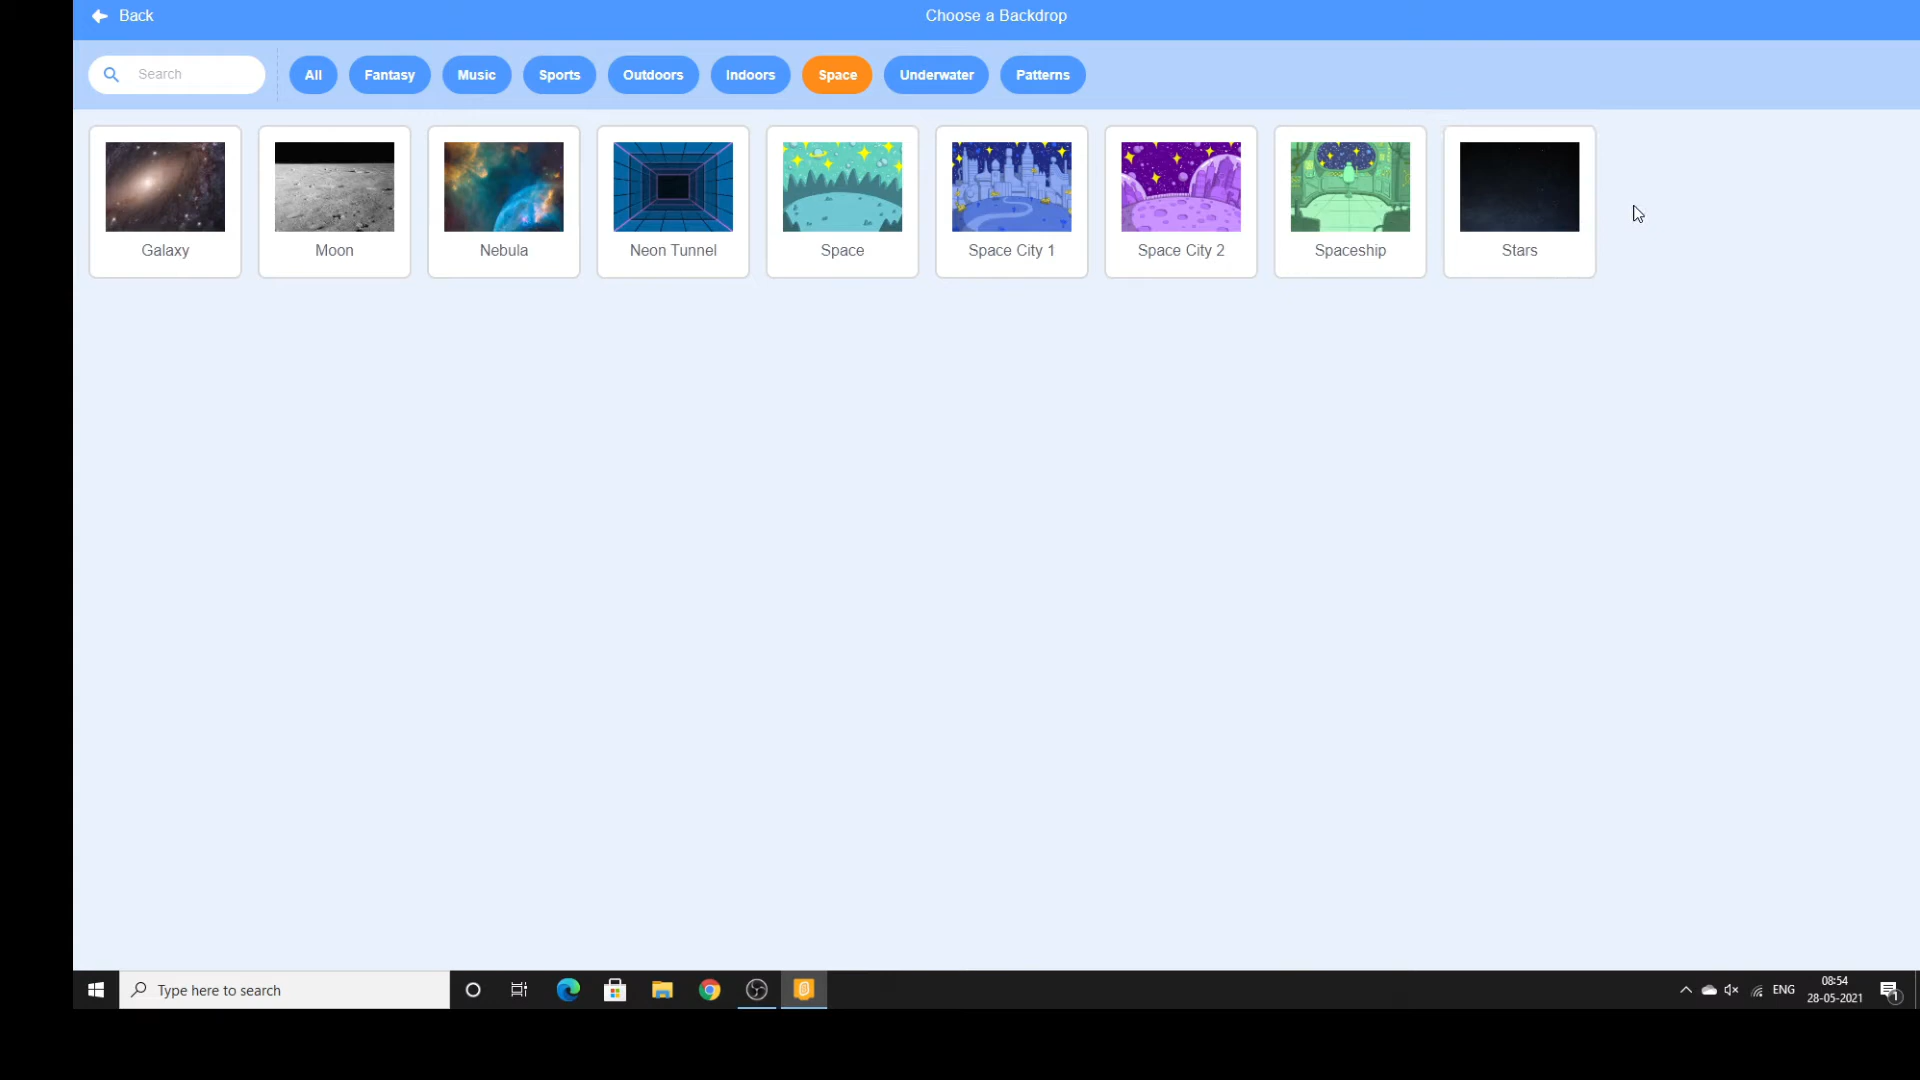 Back
Choose a Backdrop
Search
All
Fantasy
Music
Sports
Outdoors
Indoors
Space
Underwater
Patterns
Galaxy
Moon
Nebula
Neon Tunnel
Space
Space City 1
Space City 2
Spaceship
Stars
Type here to search
ENG
08:54
28-05-2021
1